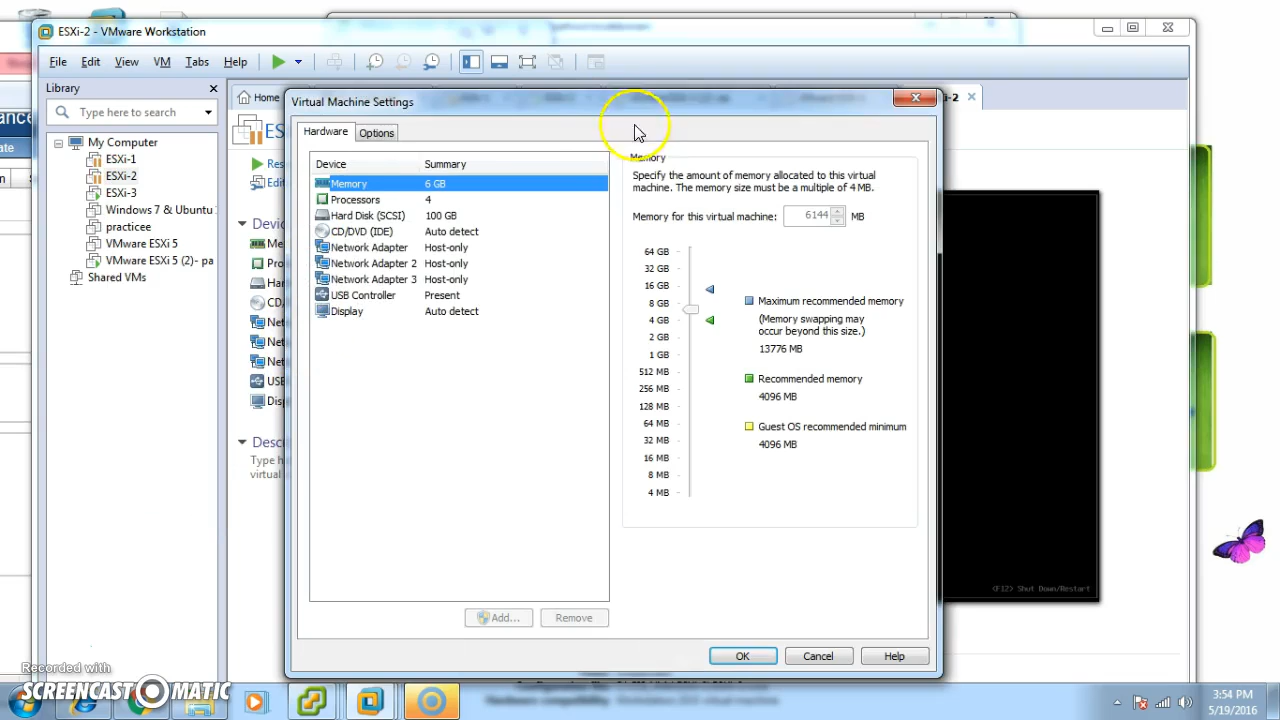 ESXi-2 - VMware Workstation
File Edit View VM Tabs Help
Library
Type here to search
My Computer
ESXi-1
ESXi-2
ESXi-3
Windows 7 & Ubuntu
practicee
VMware ESXi 5
VMware ESXi 5 (2)- pa
Shared VMs
Home
Virtual Machine Settings
Hardware
Options
Device Summary
Memory 6 GB
Processors 4
Hard Disk (SCSI) 100 GB
CD/DVD (IDE) Auto detect
Network Adapter Host-only
Network Adapter 2 Host-only
Network Adapter 3 Host-only
USB Controller Present
Display Auto detect
Add...
Remove
Memory
Specify the amount of memory allocated to this virtual
machine. The memory size must be a multiple of 4 MB.
Memory for this virtual machine: 6144 MB
64 GB
32 GB
16 GB
8 GB
4 GB
2 GB
1 GB
512 MB
256 MB
128 MB
64 MB
32 MB
16 MB
8 MB
4 MB
Maximum recommended memory
(Memory swapping may
occur beyond this size.)
13776 MB
Recommended memory
4096 MB
Guest OS recommended minimum
4096 MB
OK
Cancel
Help
<F12> Shut Down/Restart
Recorded with
SCREENCAST MATIC
3:54 PM
5/19/2016